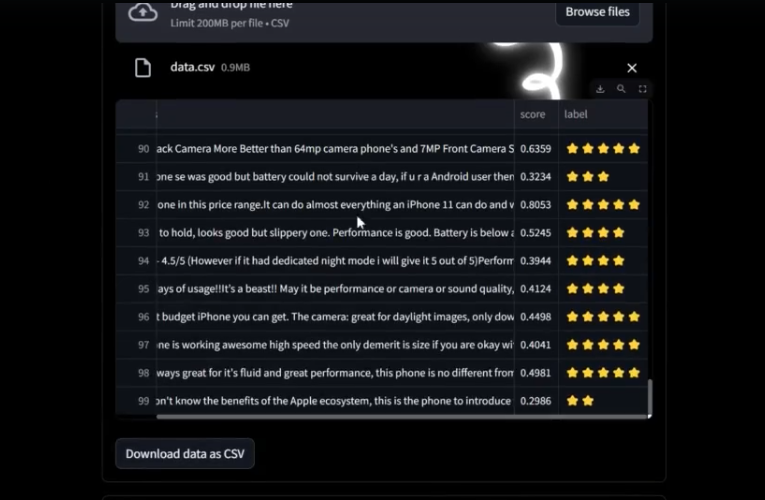 Drag and drop file here
Limit 200MB per file • CSV
Browse files
data.csv 0.9MB
score label
90 ack Camera More Better than 64mp camera phone's and 7MP Front Camera S 0.6359 ⭐⭐⭐⭐⭐
91 one se was good but battery could not survive a day, if u r a Android user then 0.3234 ⭐⭐⭐
92 one in this price range.It can do almost everything an iPhone 11 can do and w 0.8053 ⭐⭐⭐⭐⭐
93 to hold, looks good but slippery one. Performance is good. Battery is below a 0.5245 ⭐⭐⭐⭐
94 - 4.5/5 (However if it had dedicated night mode i will give it 5 out of 5)Perform 0.3944 ⭐⭐⭐⭐
95 ays of usage!!It's a beast!! May it be performance or camera or sound quality, 0.4124 ⭐⭐⭐⭐
96 t budget iPhone you can get. The camera: great for daylight images, only dow 0.4498 ⭐⭐⭐⭐⭐
97 ne is working awesome high speed the only demerit is size if you are okay wi 0.4041 ⭐⭐⭐⭐⭐
98 ways great for it's fluid and great performance, this phone is no different from 0.4981 ⭐⭐⭐⭐⭐
99 on't know the benefits of the Apple ecosystem, this is the phone to introduce 0.2986 ⭐⭐
Download data as CSV